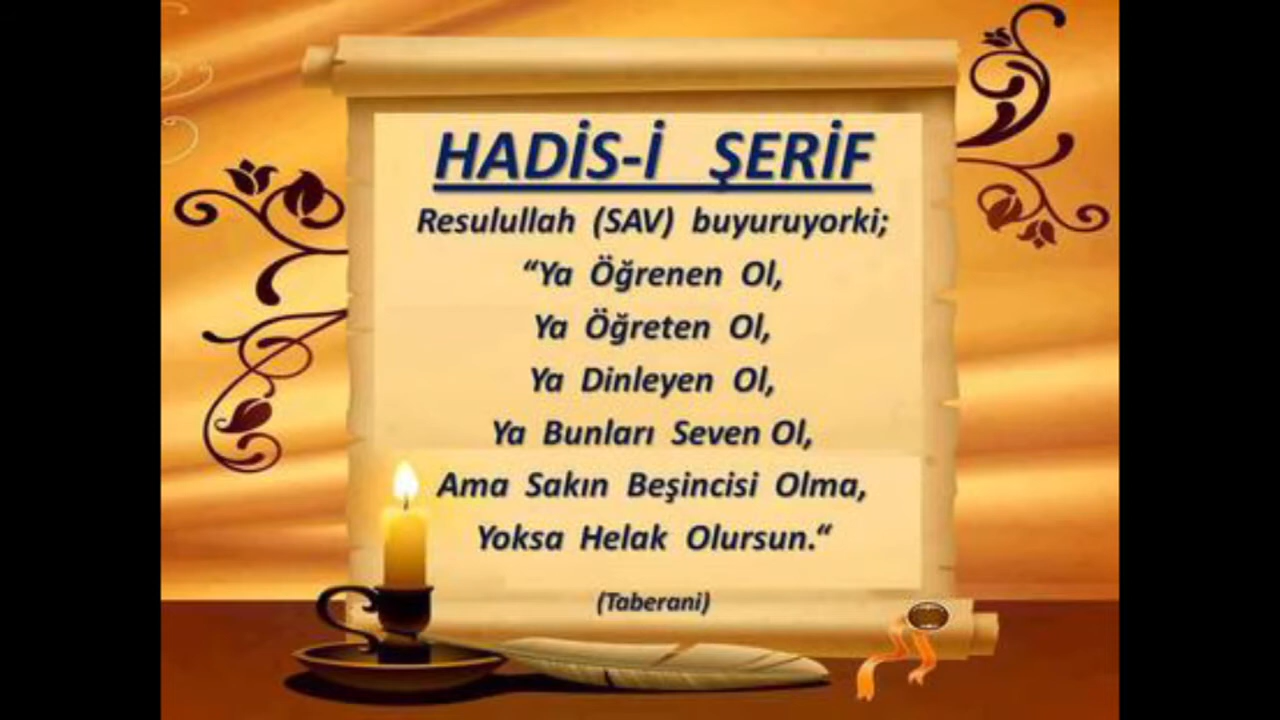 HADİS-İ ŞERİF
Resulullah (SAV) buyuruyorki;
“Ya Öğrenen Ol,
Ya Öğreten Ol,
Ya Dinleyen Ol,
Ya Bunları Seven Ol,
Ama Sakın Beşincisi Olma,
Yoksa Helak Olursun.“
(Taberani)